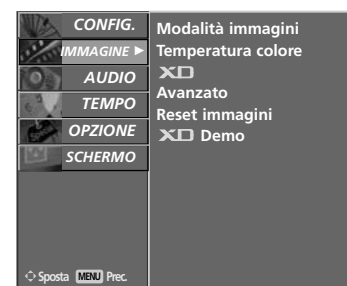 CONFIG.
IMMAGINE ►
AUDIO
TEMPO
OPZIONE
SCHERMO
Sposta MENU Prec.
Modalità immagini
Temperatura colore
XD
Avanzato
Reset immagini
XD Demo